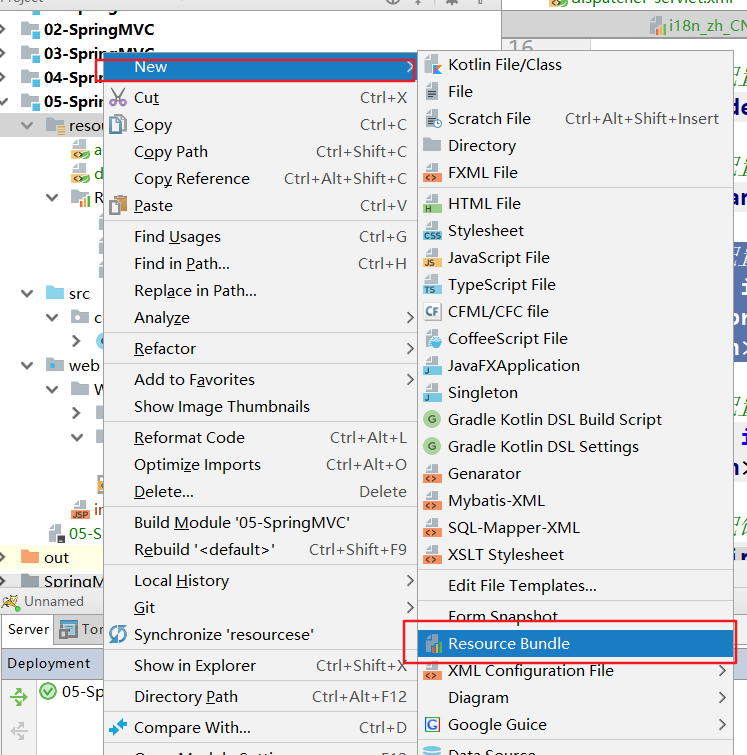 Project
dispatcher-servlet.xml
02-SpringMVC
i18n_zh_CN
03-SpringMVC
16
04-Spr
05-Spring
resou
a
d
R
src
c
web
W
in
05-S
out
SpringM
Unnamed
Server
Tom
Deployment
05-Sp
New
Cut Ctrl+X
Copy Ctrl+C
Copy Path Ctrl+Shift+C
Copy Reference Ctrl+Alt+Shift+C
Paste Ctrl+V
Find Usages Ctrl+G
Find in Path... Ctrl+H
Replace in Path...
Analyze
Refactor
Add to Favorites
Show Image Thumbnails
Reformat Code Ctrl+Alt+L
Optimize Imports Ctrl+Alt+O
Delete... Delete
Build Module '05-SpringMVC'
Rebuild '<default>' Ctrl+Shift+F9
Local History
Git
Synchronize 'resourcese'
Show in Explorer Ctrl+Shift+X
Directory Path Ctrl+Alt+F12
Compare With... Ctrl+D
Kotlin File/Class
File
Scratch File Ctrl+Alt+Shift+Insert
Directory
FXML File
HTML File
Stylesheet
JavaScript File
TypeScript File
CFML/CFC file
CoffeeScript File
JavaFXApplication
Singleton
Gradle Kotlin DSL Build Script
Gradle Kotlin DSL Settings
Genarator
Mybatis-XML
SQL-Mapper-XML
XSLT Stylesheet
Edit File Templates...
Form Snapshot
Resource Bundle
XML Configuration File
Diagram
Google Guice
Data Source